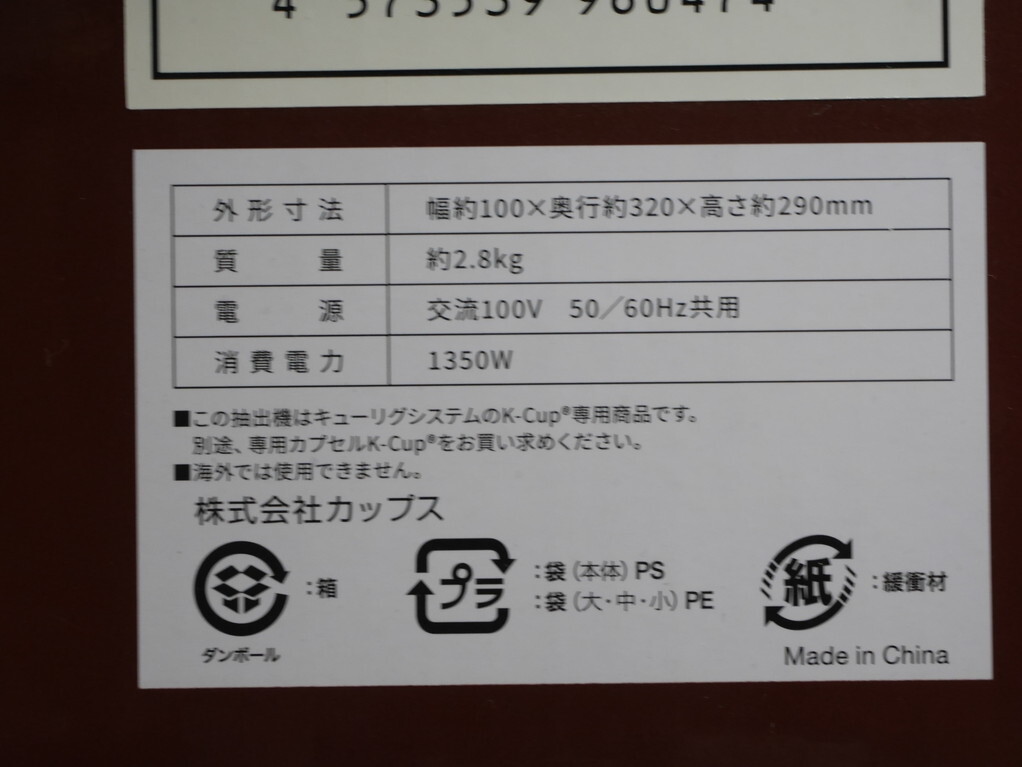 4 573559 960474
外形寸法 幅約100×奥行約320×高さ約290mm
質量 約2.8kg
電源 交流100V 50／60Hz共用
消費電力 1350W
■この抽出機はキューリグシステムのK-Cup®専用商品です。
別途、専用カプセルK-Cup®をお買い求めください。
■海外では使用できません。
株式会社カップス
:箱
ダンボール
プラ
:袋（本体）PS
:袋（大・中・小）PE
紙
:緩衝材
Made in China